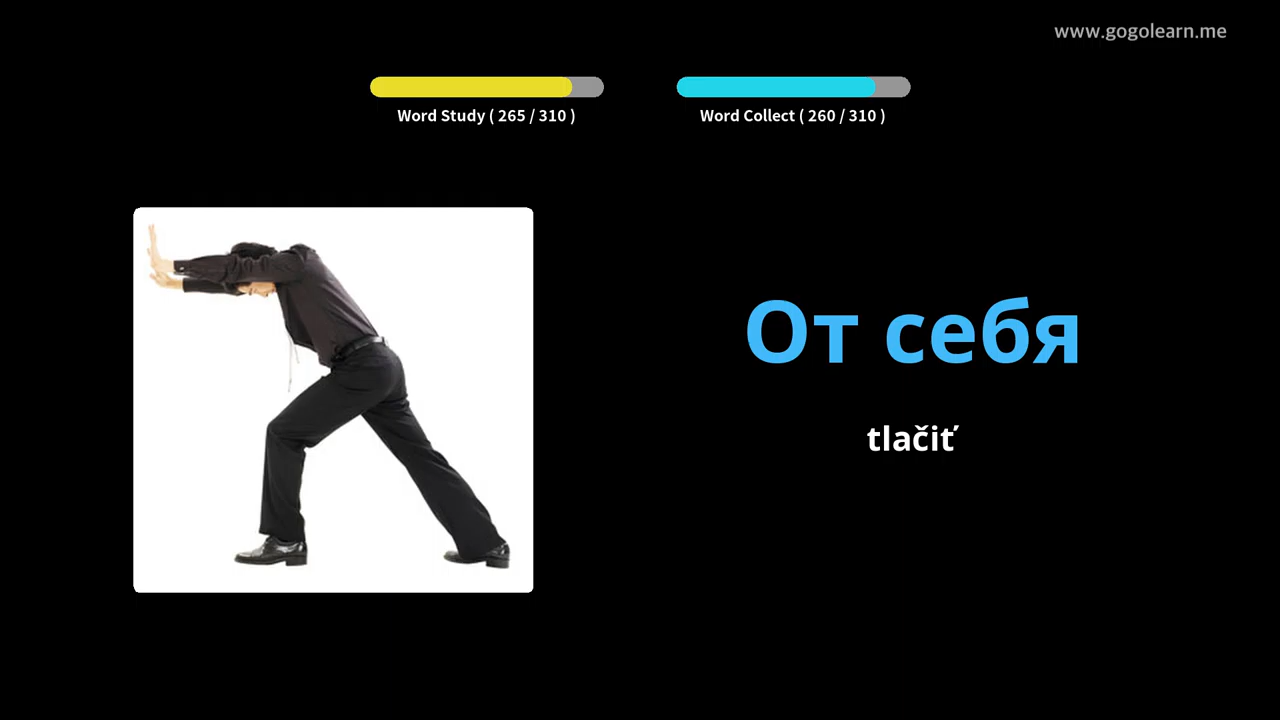 www.gogolearn.me
Word Study ( 265 / 310 )
Word Collect ( 260 / 310 )
От себя
tlačiť